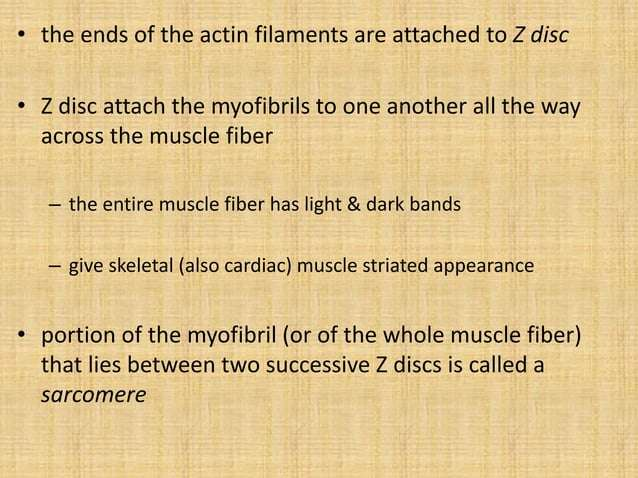 • the ends of the actin filaments are attached to Z disc
• Z disc attach the myofibrils to one another all the way
across the muscle fiber
– the entire muscle fiber has light & dark bands
– give skeletal (also cardiac) muscle striated appearance
• portion of the myofibril (or of the whole muscle fiber)
that lies between two successive Z discs is called a
sarcomere